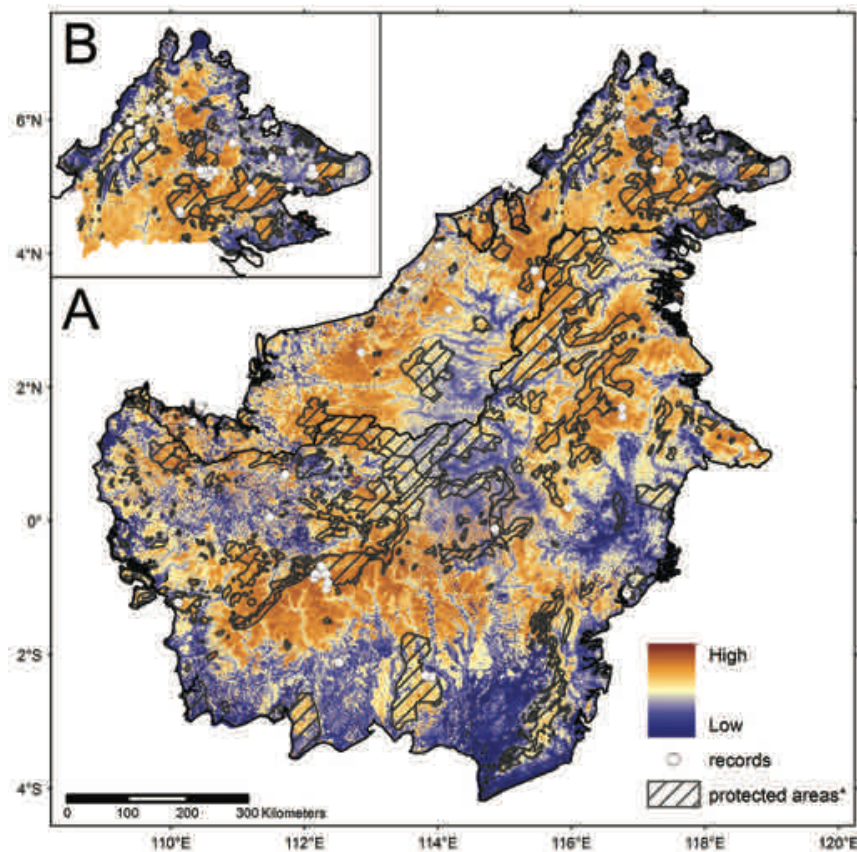 B
6°N
4°N
A
2°N
0°
2°S
4°S
High
Low
records
protected areas*
0 100 200 300 Kilometers
110°E 112°E 114°E 116°E 118°E 120°E